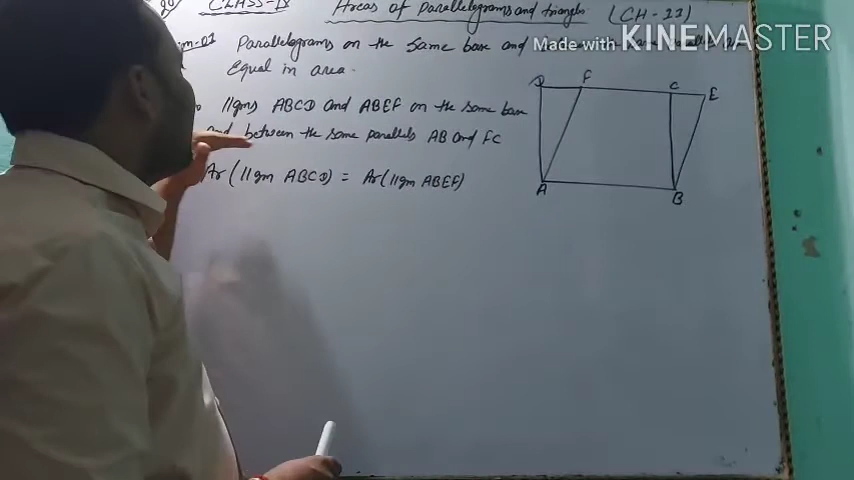 CLASS-IX Areas of parallelograms and triangles (CH-11)
m-01 Parallelograms on the same base and
Made with KINEMASTER
Equal in area.
D F C E
||gms ABCD and ABEF on the same base
and between the same parallels AB and FC
Ar (||gm ABCD) = Ar(||gm ABEF)
A B